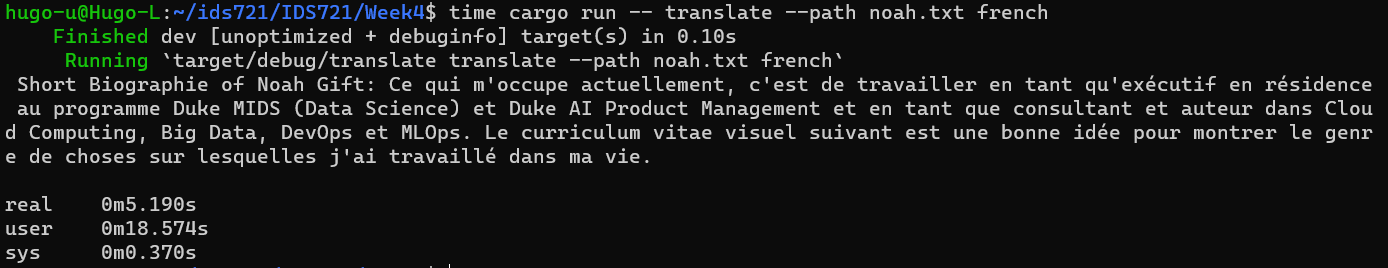 hugo-u@Hugo-L:~/ids721/IDS721/Week4$ time cargo run -- translate --path noah.txt french
    Finished dev [unoptimized + debuginfo] target(s) in 0.10s
     Running `target/debug/translate translate --path noah.txt french`
 Short Biographie of Noah Gift: Ce qui m'occupe actuellement, c'est de travailler en tant qu'exécutif en résidence
 au programme Duke MIDS (Data Science) et Duke AI Product Management et en tant que consultant et auteur dans Clou
d Computing, Big Data, DevOps et MLOps. Le curriculum vitae visuel suivant est une bonne idée pour montrer le genr
e de choses sur lesquelles j'ai travaillé dans ma vie.

real    0m5.190s
user    0m18.574s
sys     0m0.370s